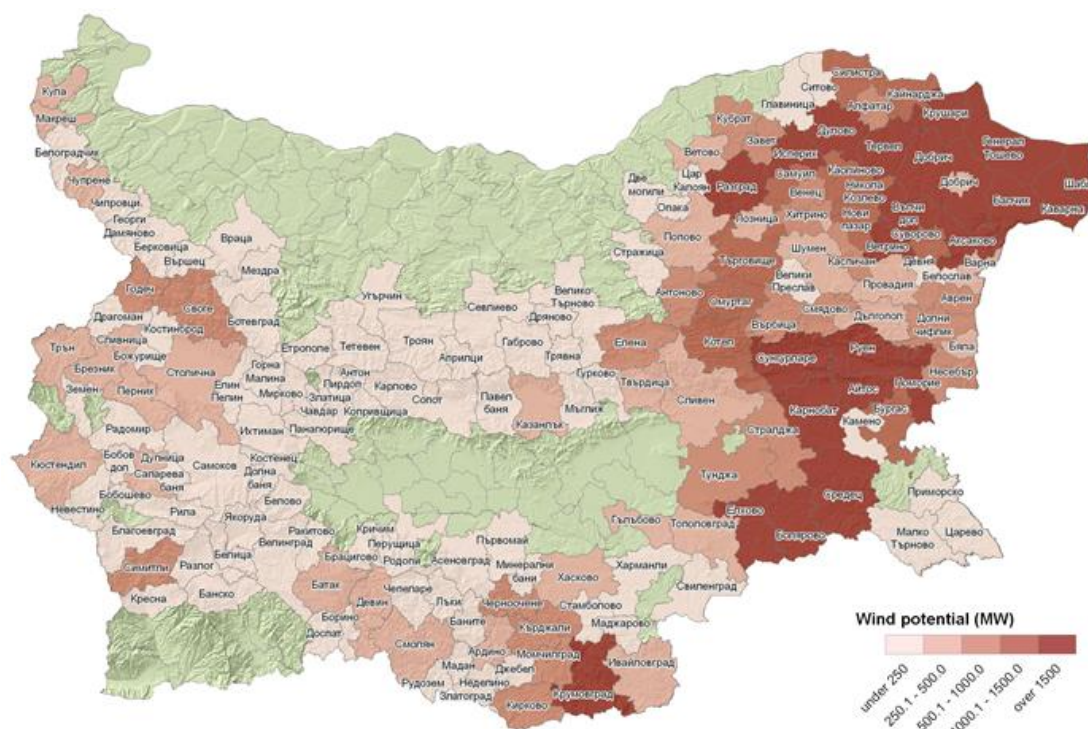 Кула
Макреш
Белоградчик
Чупрене
Чипровци
Георги
Дамяново
Берковица
Вършец
Враца
Мездра
Годеч
Своге
Драгоман
Костинброд
Сливница
Божурище
Ботевград
Трън
Брезник
Столична
Земен
Перник
Елин
Пелин
Радомир
Горна
Малина
Мирково
Етрополе
Ихтиман
Кюстендил
Бобов
дол
Дупница
Сапарева
баня
Самоков
Костенец
Долна
баня
Белово
Невестино
Бобошево
Рила
Благоевград
Якоруда
Белица
Велинград
Ракитово
Симитли
Разлог
Кресна
Банско
Угърчин
Тетевен
Троян
Априлци
Севлиево
Габрово
Велико
Търново
Дряново
Трявна
Антон
Пирдоп
Златица
Чавдар
Копривщица
Панагюрище
Карлово
Сопот
Павел
баня
Казанлък
Мъглиж
Гурково
Елена
Твърдица
Сливен
Две
могили
Ветово
Цар
Калоян
Опака
Стражица
Попово
Антоново
Кубрат
Завет
Исперих
Разград
Самуил
Лозница
Венец
Хитрино
Главиница
Ситово
Силистра
Кайнарджа
Алфатар
Дулово
Тервел
Крушари
Генерал
Тошево
Добрич
Добрич
Каолиново
Никола
Козлево
Нови
пазар
Вълчи
дол
Суворово
Ветрино
Балчик
Каварна
Аксаково
Варна
Девня
Белослав
Шумен
Каспичан
Провадия
Велики
Преслав
Търговище
Омуртаг
Върбица
Смядово
Дългопол
Аврен
Долни
чифлик
Бяла
Котел
Сунгурларе
Руен
Айтос
Несебър
Поморие
Бургас
Карнобат
Камено
Стралджа
Тунджа
Средец
Елхово
Болярово
Приморско
Малко
Търново
Царево
Гълъбово
Тополовград
Свиленград
Харманли
Хасково
Минерални
бани
Стамболово
Маджарово
Ивайловград
Черноочене
Кърджали
Момчилград
Крумовград
Кирково
Джебел
Ардино
Първомай
Кричим
Перущица
Родопи
Асеновград
Брацигово
Батак
Девин
Чепеларе
Лъки
Баните
Борино
Доспат
Смолян
Мадан
Рудозем
Неделино
Златоград
Wind potential (MW)
under 250
250.1 - 500.0
500.1 - 1000.0
1000.1 - 1500.0
over 1500